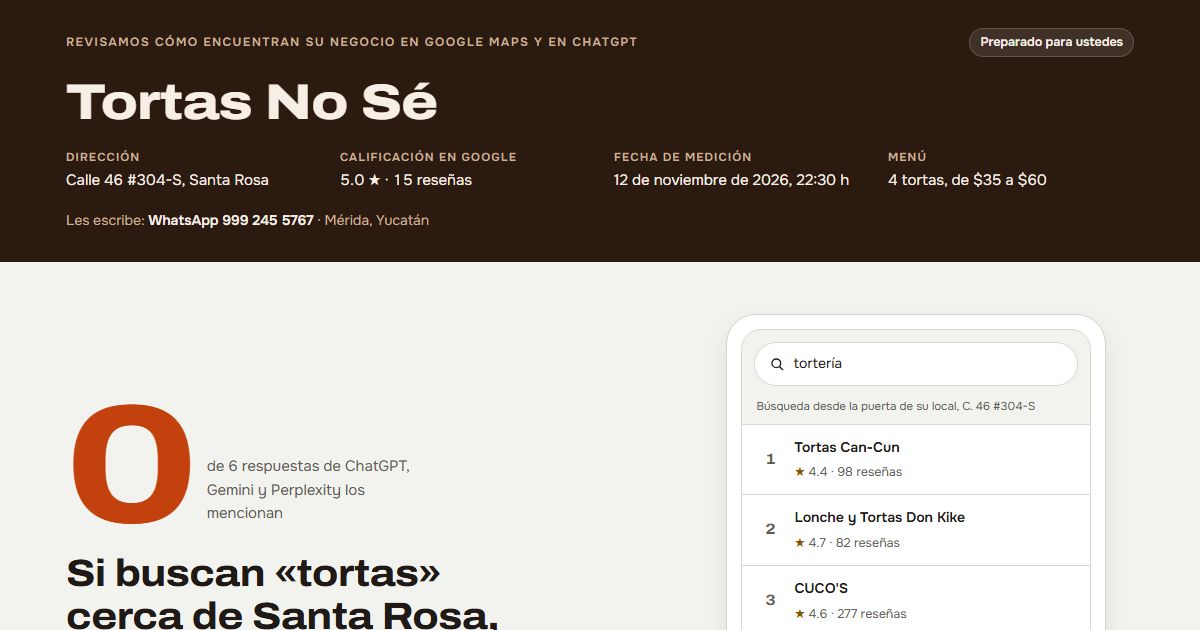 REVISAMOS CÓMO ENCUENTRAN SU NEGOCIO EN GOOGLE MAPS Y EN CHATGPT
Preparado para ustedes
Tortas No Sé
DIRECCIÓN
Calle 46 #304-S, Santa Rosa
CALIFICACIÓN EN GOOGLE
5.0 ★ · 15 reseñas
FECHA DE MEDICIÓN
12 de noviembre de 2026, 22:30 h
MENÚ
4 tortas, de $35 a $60
Les escribe: WhatsApp 999 245 5767 · Mérida, Yucatán
0
de 6 respuestas de ChatGPT,
Gemini y Perplexity los
mencionan
Si buscan «tortas»
cerca de Santa Rosa,
tortería
Búsqueda desde la puerta de su local, C. 46 #304-S
1
Tortas Can-Cun
★ 4.4 · 98 reseñas
2
Lonche y Tortas Don Kike
★ 4.7 · 82 reseñas
3
CUCO'S
★ 4.6 · 277 reseñas